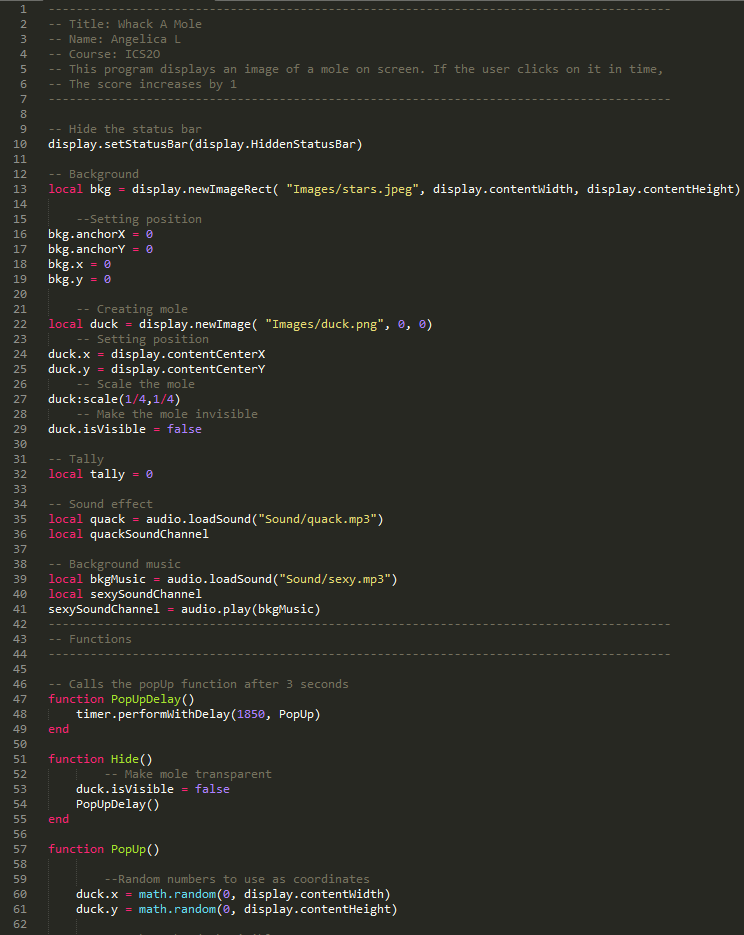 1 -----------------------------------------------------------------------------------------
2 -- Title: Whack A Mole
3 -- Name: Angelica L
4 -- Course: ICS2O
5 -- This program displays an image of a mole on screen. If the user clicks on it in time,
6 -- The score increases by 1
7 -----------------------------------------------------------------------------------------
8
9 -- Hide the status bar
10 display.setStatusBar(display.HiddenStatusBar)
11
12 -- Background
13 local bkg = display.newImageRect( "Images/stars.jpeg", display.contentWidth, display.contentHeight)
14
15     --Setting position
16 bkg.anchorX = 0
17 bkg.anchorY = 0
18 bkg.x = 0
19 bkg.y = 0
20
21     -- Creating mole
22 local duck = display.newImage( "Images/duck.png", 0, 0)
23     -- Setting position
24 duck.x = display.contentCenterX
25 duck.y = display.contentCenterY
26     -- Scale the mole
27 duck:scale(1/4,1/4)
28     -- Make the mole invisible
29 duck.isVisible = false
30
31 -- Tally
32 local tally = 0
33
34 -- Sound effect
35 local quack = audio.loadSound("Sound/quack.mp3")
36 local quackSoundChannel
37
38 -- Background music
39 local bkgMusic = audio.loadSound("Sound/sexy.mp3")
40 local sexySoundChannel
41 sexySoundChannel = audio.play(bkgMusic)
42 -----------------------------------------------------------------------------------------
43 -- Functions
44 -----------------------------------------------------------------------------------------
45
46 -- Calls the popUp function after 3 seconds
47 function PopUpDelay()
48     timer.performWithDelay(1850, PopUp)
49 end
50
51 function Hide()
52         -- Make mole transparent
53     duck.isVisible = false
54     PopUpDelay()
55 end
56
57 function PopUp()
58
59         --Random numbers to use as coordinates
60     duck.x = math.random(0, display.contentWidth)
61     duck.y = math.random(0, display.contentHeight)
62